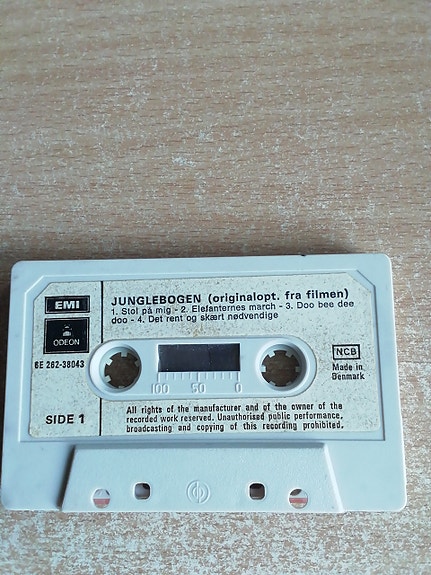 EMI
ODEON
BE 262-38043
SIDE 1
JUNGLEBOGEN (originalopt. fra filmen)
1. Stol på mig - 2. Elefanternes march - 3. Doo bee dee
doo - 4. Det rent og skært nødvendige
100 50 0
NCB
Made in
Denmark
All rights of the manufacturer and of the owner of the
recorded work reserved. Unauthorised public performance,
broadcasting and copying of this recording prohibited.